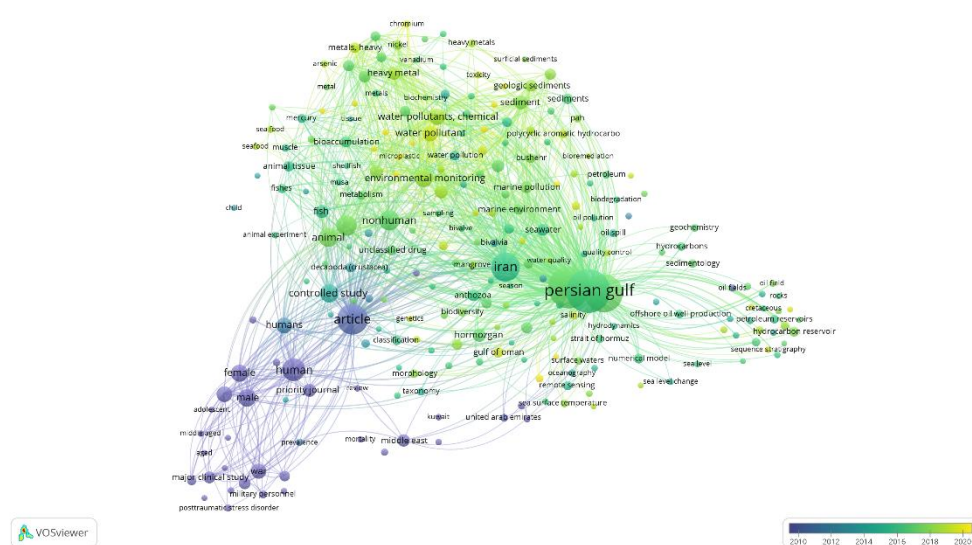 chromium
metals, heavy
nickel
heavy metals
arsenic
vanadium
surficial sediments
heavy metal
toxicity
metal
metals
geologic sediments
biochemistry
sediment
sediments
mercury
tissue
water pollutants, chemical
pah
seafood
water pollutant
polycyclic aromatic hydrocarbo
seafood
muscle
bioaccumulation
microplastic
water pollution
bushehr
bioremediation
animal tissue
shellfish
petroleum
fishes
musa
environmental monitoring
marine pollution
metabolism
biodegradation
child
fish
nonhuman
sampling
marine environment
oil pollution
geochemistry
animal experiment
animal
bivalve
seawater
oil spill
unclassified drug
bivalvia
quality control
hydrocarbons
decapoda (crustacea)
mangrove
iran
water quality
sedimentology
controlled study
anthozoa
season
persian gulf
oil fields
oil field
rocks
article
genetics
biodiversity
salinity
offshore oil well production
cretaceous
petroleum reservoirs
humans
classification
hormorgan
hydrodynamics
hydrocarbon reservoir
strait of hormuz
gulf of oman
sequence stratigraphy
female
human
morphology
surface waters
numerical model
sea level
oceanography
priority journal
review
taxonomy
remote sensing
sea level change
male
adolescent
sea surface temperature
kuwait
united arab emirates
middle aged
prevalence
mortality
middle east
aged
major clinical study
war
military personnel
posttraumatic stress disorder
VOSviewer
2010 2012 2014 2016 2018 2020